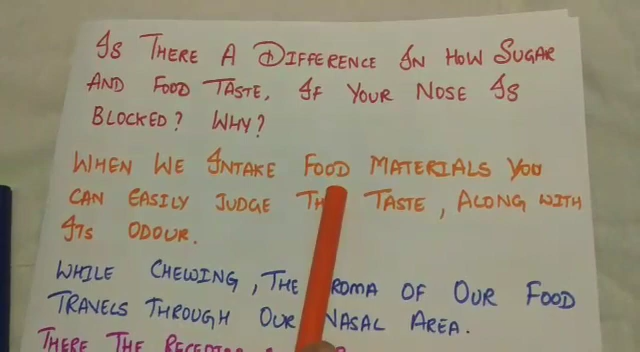 IS THERE A DIFFERENCE IN HOW SUGAR
AND FOOD TASTE, IF YOUR NOSE IS
BLOCKED? WHY?
WHEN WE INTAKE FOOD MATERIALS YOU
CAN EASILY JUDGE TASTE, ALONG WITH
ITS ODOUR.
WHILE CHEWING, THE OF OUR FOOD
TRAVELS THROUGH OUR NASAL AREA.
THERE THE